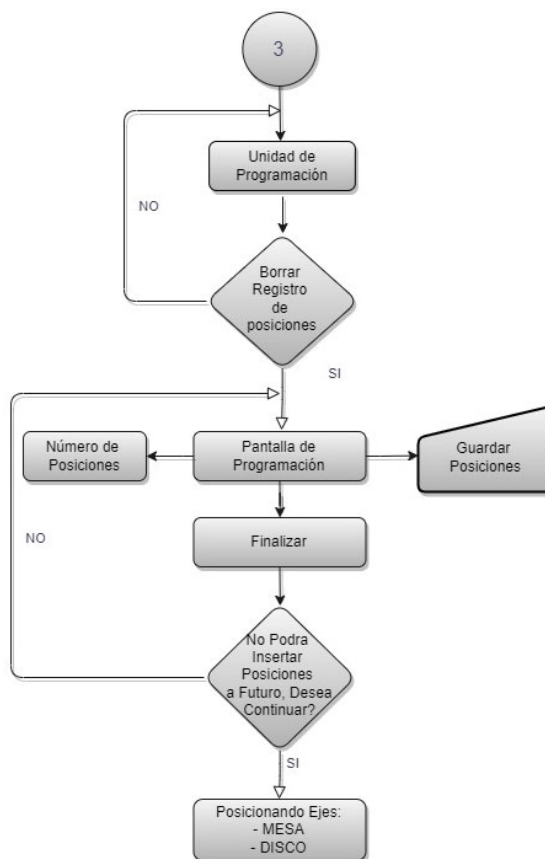 3
Unidad de
Programación
NO
Borrar
Registro
de
posiciones
SI
Número de
Posiciones
Pantalla de
Programación
Guardar
Posiciones
Finalizar
NO
No Podra
Insertar
Posiciones
a Futuro, Desea
Continuar?
SI
Posicionando Ejes:
- MESA
- DISCO